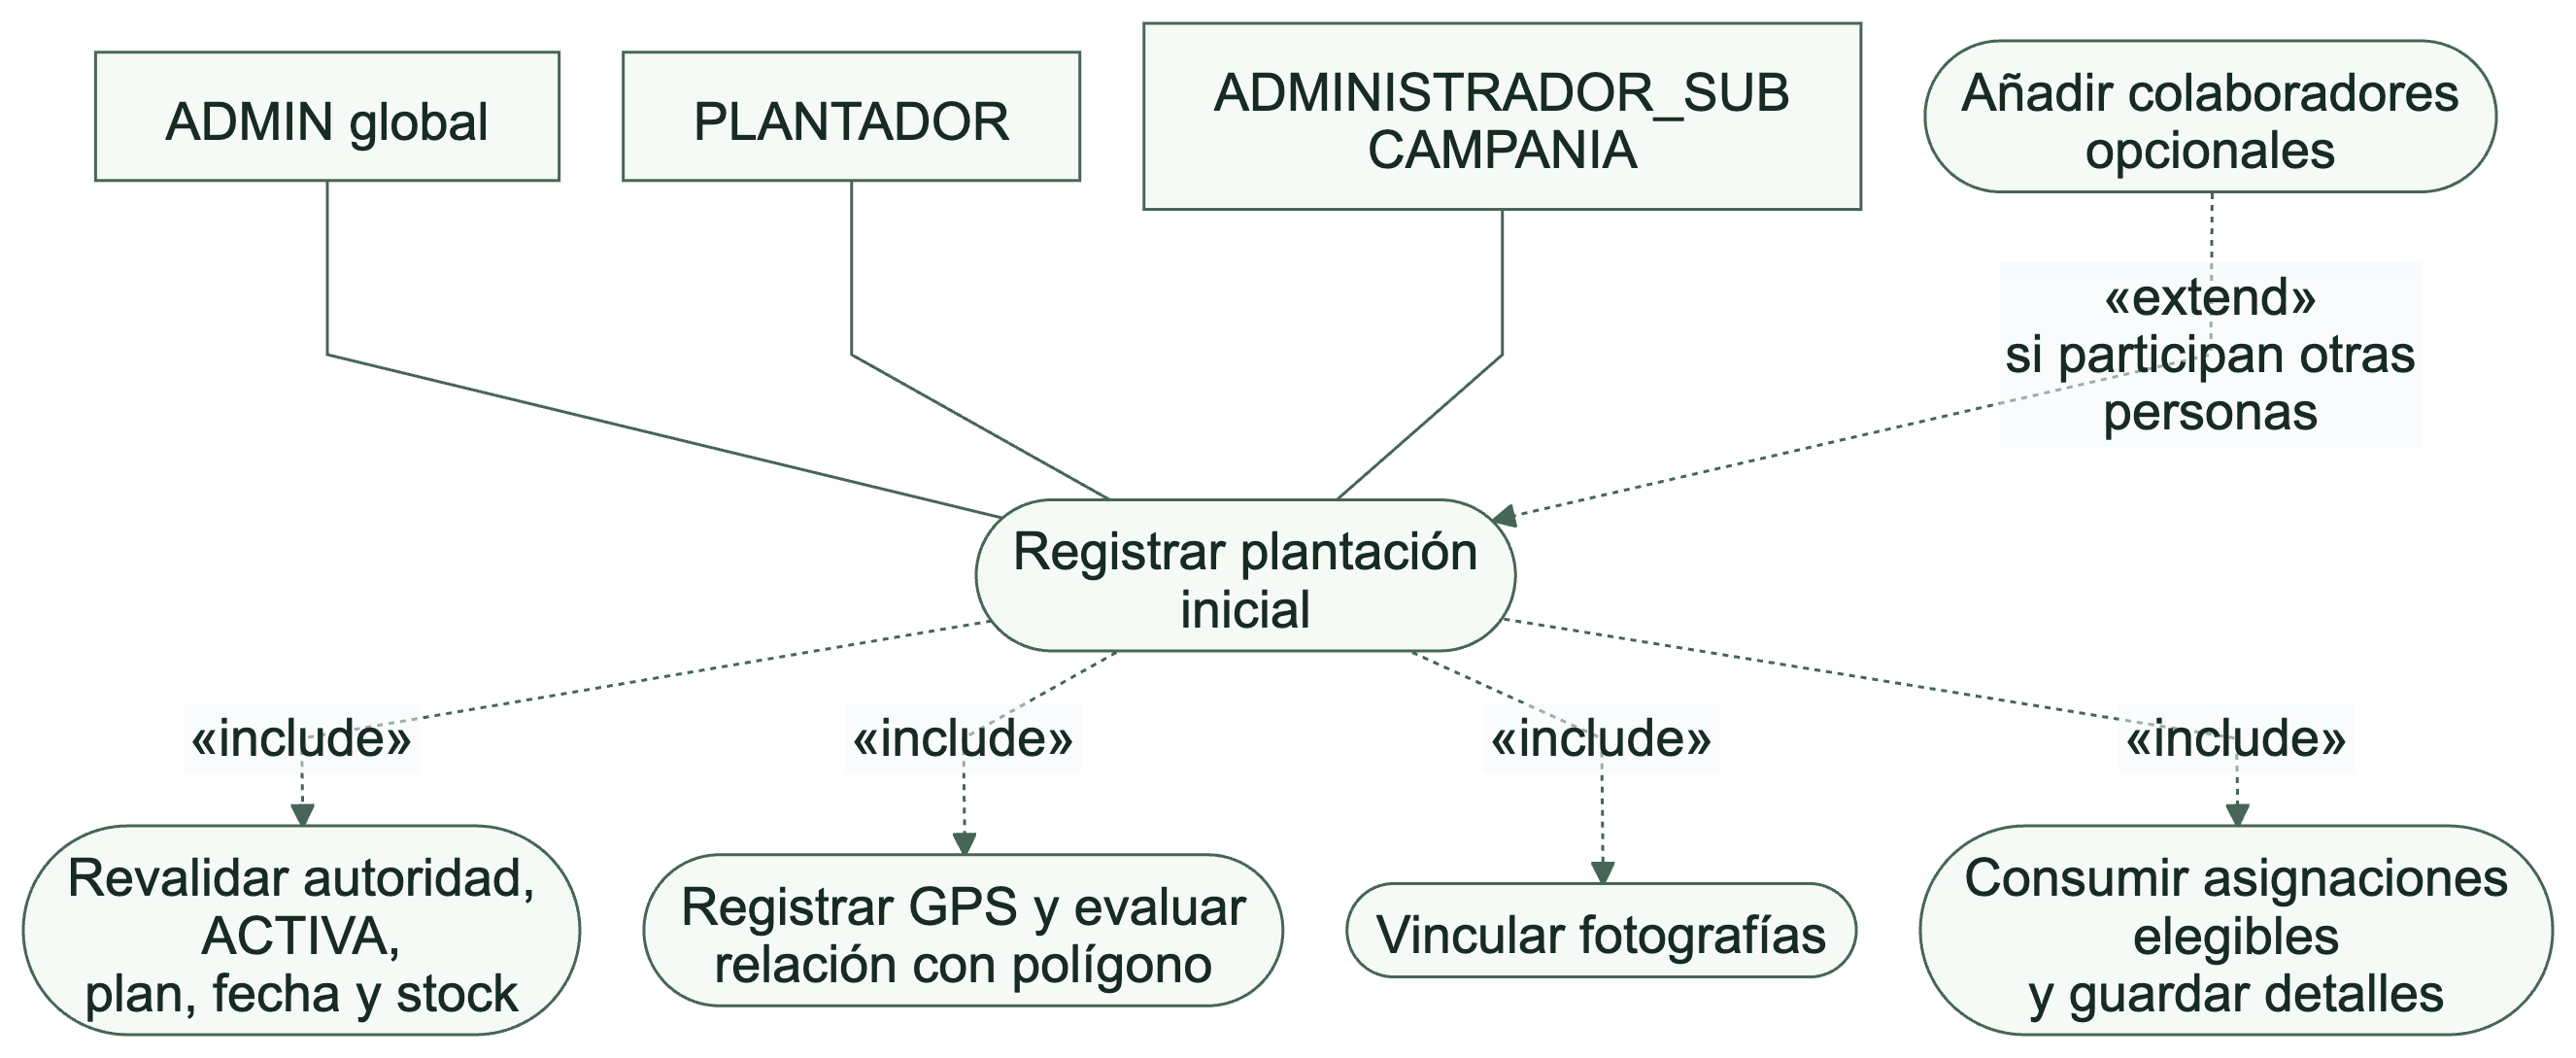 ADMIN global
PLANTADOR
ADMINISTRADOR_SUB
CAMPANIA
Añadir colaboradores
opcionales
«extend»
si participan otras
personas
Registrar plantación
inicial
«include»
«include»
«include»
«include»
Revalidar autoridad,
ACTIVA,
plan, fecha y stock
Registrar GPS y evaluar
relación con polígono
Vincular fotografías
Consumir asignaciones
elegibles
y guardar detalles